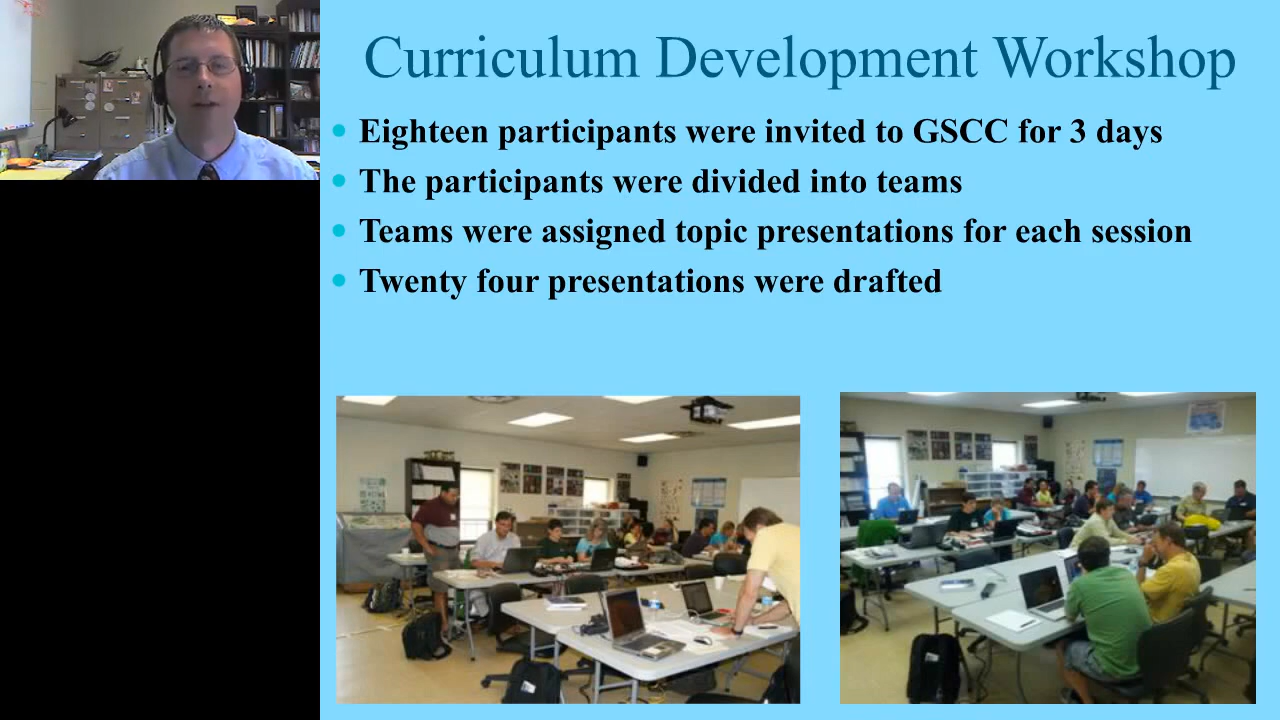 Curriculum Development Workshop
Eighteen participants were invited to GSCC for 3 days
The participants were divided into teams
Teams were assigned topic presentations for each session
Twenty four presentations were drafted